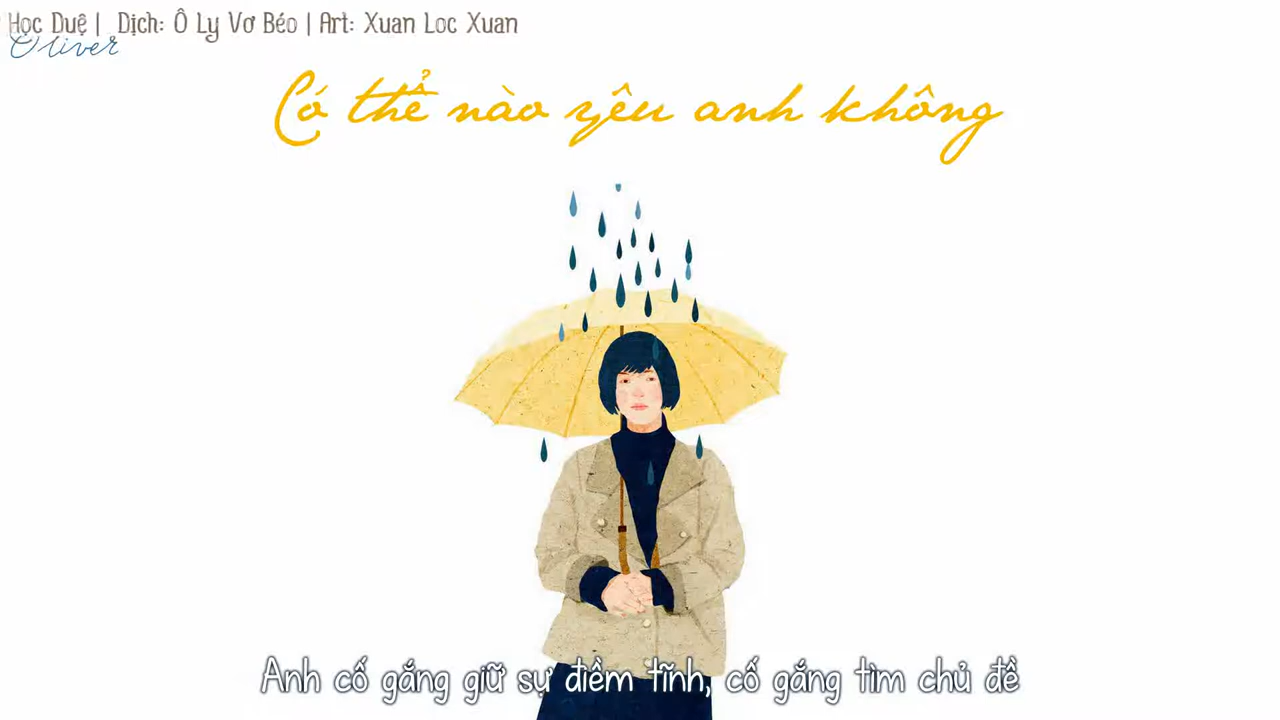 Học Duệ | Dịch: Ô Ly Vơ Béo | Art: Xuan Loc Xuan
Oliver
Có thể nào yêu anh không
Anh cố gắng giữ sự điềm tĩnh, cố gắng tìm chủ đề